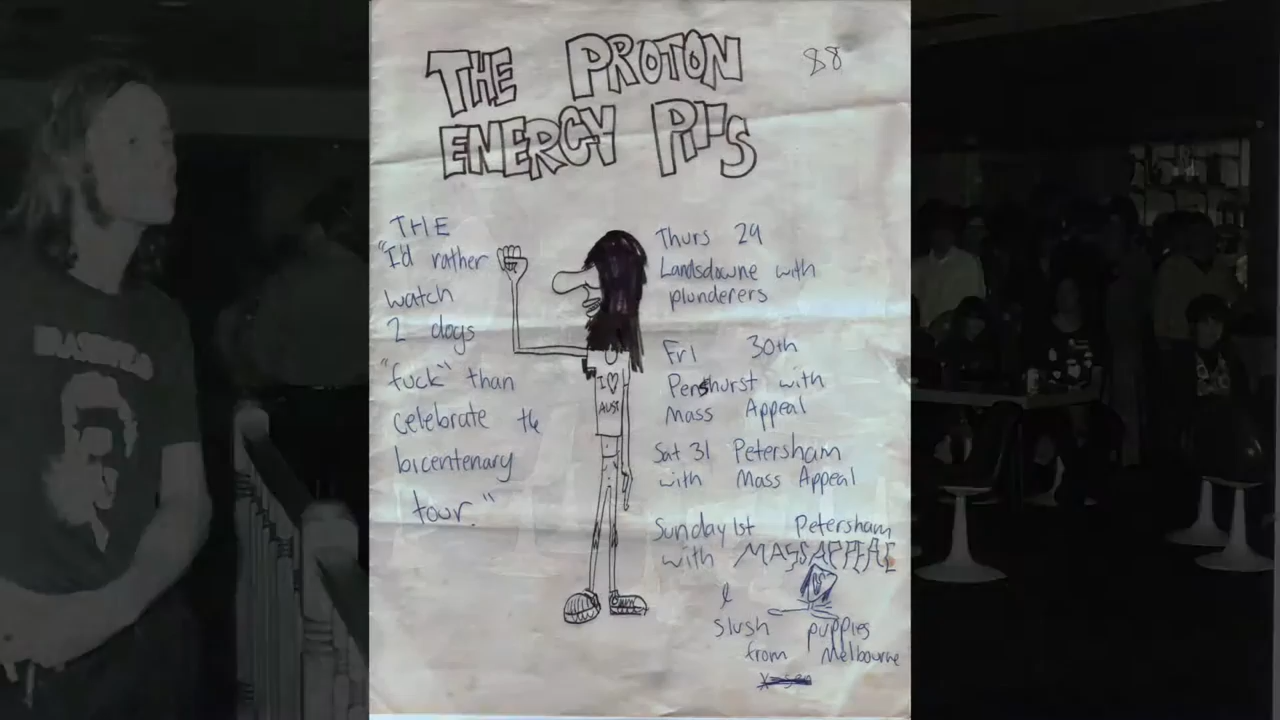 THE PROTON
88
ENERGY PILLS
THE
"I'd rather
watch
2 dogs
"fuck" than
celebrate the
bicentenary
tour."
I ♡
AUST
Thurs 29
Landsdowne with
plunderers
Fri 30th
Penshurst with
Mass Appeal
Sat 31 Petersham
with Mass Appeal
Sunday 1st Petersham
with MASSAPPEAL
&
slush puppies
from Melbourne